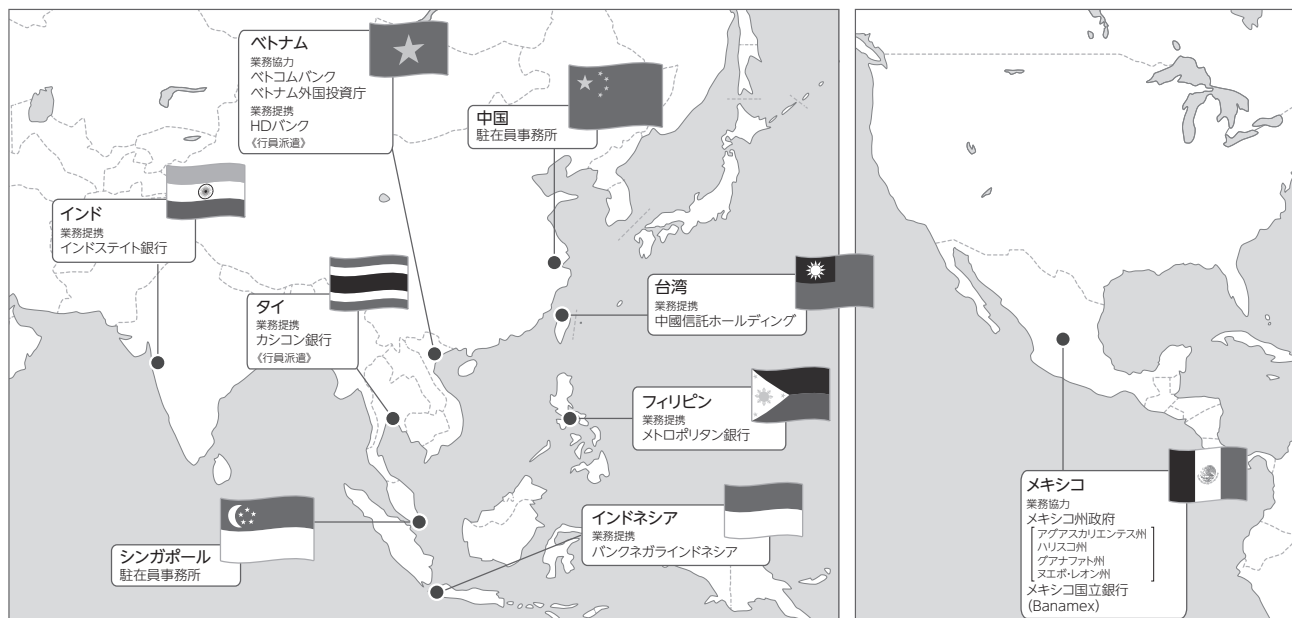 ベトナム
業務協力
ベトコムバンク
ベトナム外国投資庁
業務提携
HDバンク
《行員派遣》
中国
駐在員事務所
インド
業務提携
インドステイト銀行
タイ
業務提携
カシコン銀行
《行員派遣》
台湾
業務提携
中國信託ホールディング
フィリピン
業務提携
メトロポリタン銀行
シンガポール
駐在員事務所
インドネシア
業務提携
バンクネガラインドネシア
メキシコ
業務協力
メキシコ州政府
アグアスカリエンテス州
ハリスコ州
グアナファト州
ヌエボ・レオン州
メキシコ国立銀行
(Banamex)